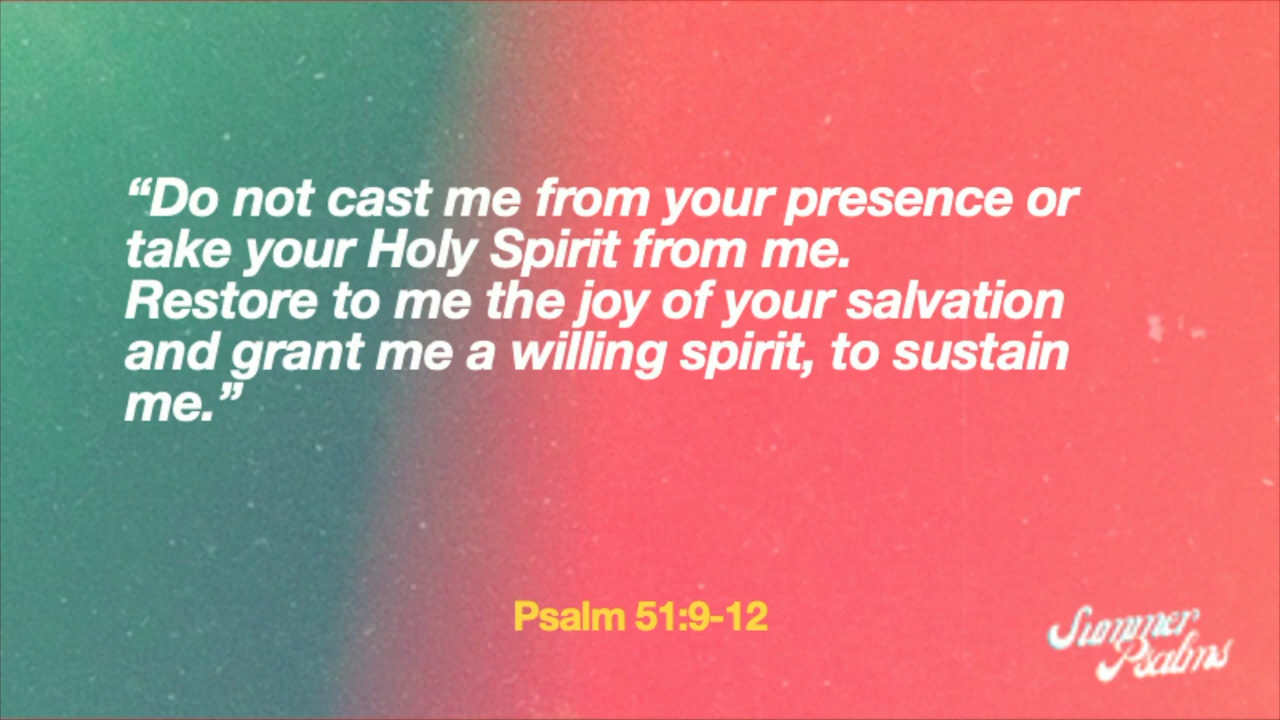 “Do not cast me from your presence or
take your Holy Spirit from me.
Restore to me the joy of your salvation
and grant me a willing spirit, to sustain
me.”
Psalm 51:9-12
Summer
Psalms